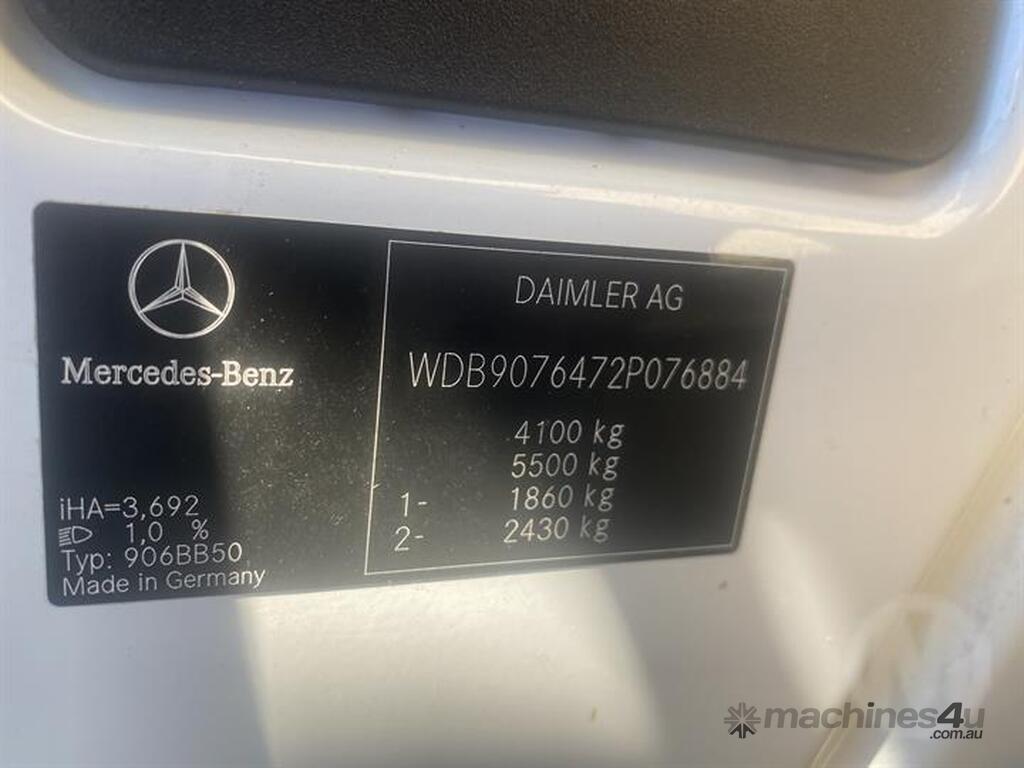 Mercedes-Benz
iHA=3,692
1,0 %
Typ: 906BB50
Made in Germany
DAIMLER AG
WDB9076472P076884
4100 kg
5500 kg
1- 1860 kg
2- 2430 kg
machines4u
.com.au